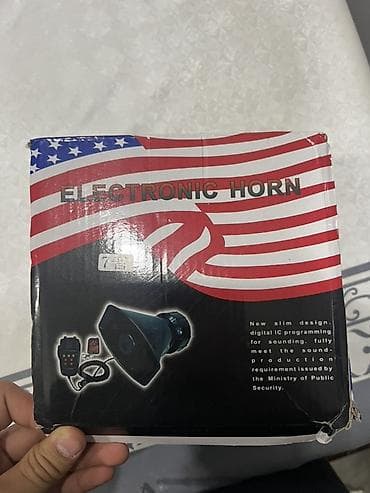 ELECTRONIC HORN
7
New slim design,
digital IC programming
for sounding, fully
meet the sound-
production
requirement issued by
the Ministry of Public
Security.